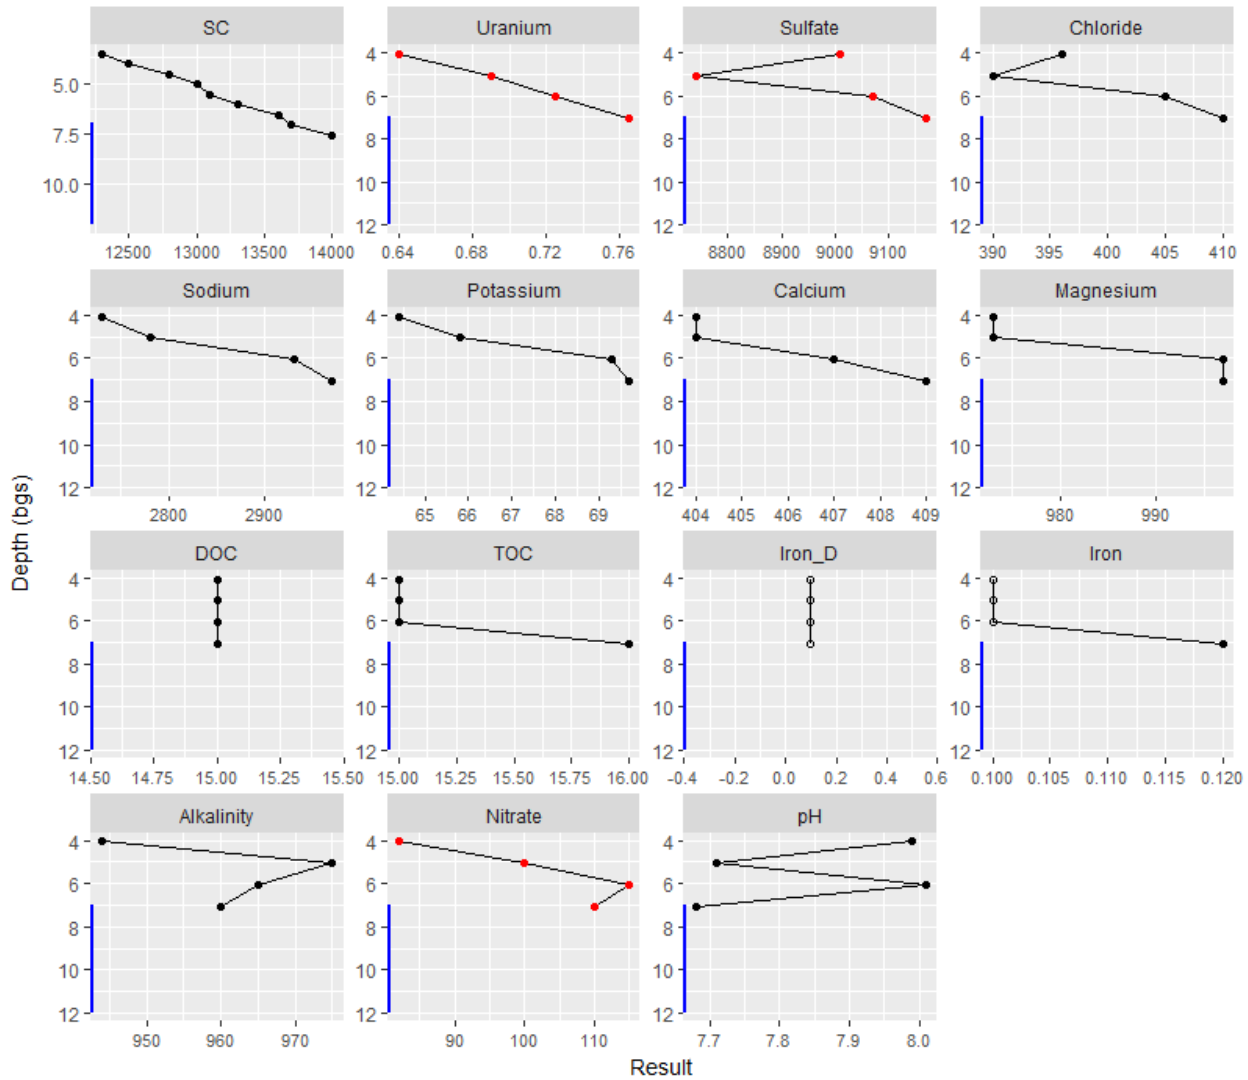 SC Uranium Sulfate Chloride
5.0 7.5 10.0
4 6 8 10 12
4 6 8 10 12
4 6 8 10 12
12500 13000 13500 14000
0.64 0.68 0.72 0.76
8800 8900 9000 9100
390 395 400 405 410
Sodium Potassium Calcium Magnesium
4 6 8 10 12
4 6 8 10 12
4 6 8 10 12
4 6 8 10 12
2800 2900
65 66 67 68 69
404 405 406 407 408 409
980 990
Depth (bgs)
DOC TOC Iron_D Iron
4 6 8 10 12
4 6 8 10 12
4 6 8 10 12
4 6 8 10 12
14.50 14.75 15.00 15.25 15.50
15.00 15.25 15.50 15.75 16.00
-0.4 -0.2 0.0 0.2 0.4 0.6
0.100 0.105 0.110 0.115 0.120
Alkalinity Nitrate pH
4 6 8 10 12
4 6 8 10 12
4 6 8 10 12
950 960 970
90 100 110
7.7 7.8 7.9 8.0
Result